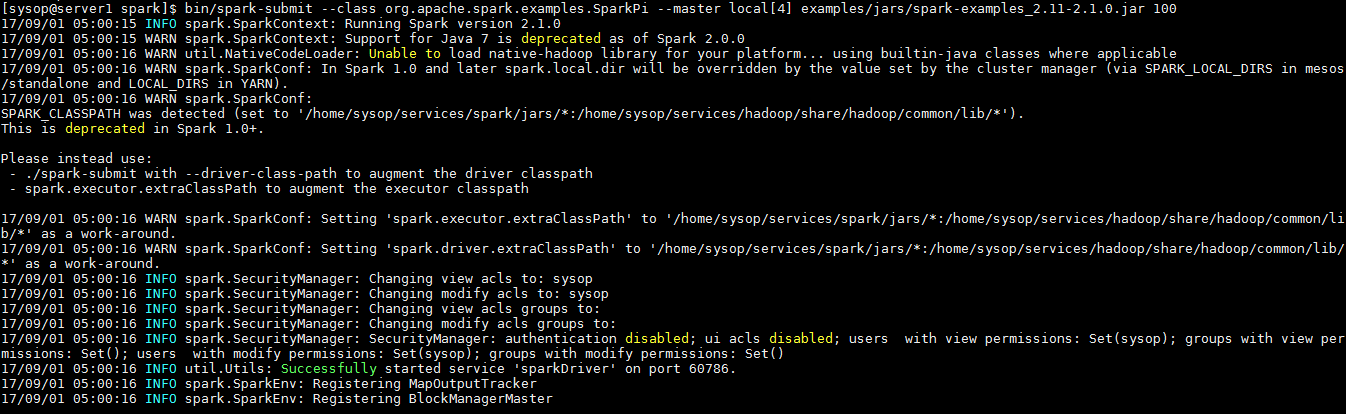 [sysop@server1 spark]$ bin/spark-submit --class org.apache.spark.examples.SparkPi --master local[4] examples/jars/spark-examples_2.11-2.1.0.jar 100
17/09/01 05:00:15 INFO spark.SparkContext: Running Spark version 2.1.0
17/09/01 05:00:15 WARN spark.SparkContext: Support for Java 7 is deprecated as of Spark 2.0.0
17/09/01 05:00:16 WARN util.NativeCodeLoader: Unable to load native-hadoop library for your platform... using builtin-java classes where applicable
17/09/01 05:00:16 WARN spark.SparkConf: In Spark 1.0 and later spark.local.dir will be overridden by the value set by the cluster manager (via SPARK_LOCAL_DIRS in mesos
/standalone and LOCAL_DIRS in YARN).
17/09/01 05:00:16 WARN spark.SparkConf:
SPARK_CLASSPATH was detected (set to '/home/sysop/services/spark/jars/*:/home/sysop/services/hadoop/share/hadoop/common/lib/*').
This is deprecated in Spark 1.0+.

Please instead use:
 - ./spark-submit with --driver-class-path to augment the driver classpath
 - spark.executor.extraClassPath to augment the executor classpath

17/09/01 05:00:16 WARN spark.SparkConf: Setting 'spark.executor.extraClassPath' to '/home/sysop/services/spark/jars/*:/home/sysop/services/hadoop/share/hadoop/common/li
b/*' as a work-around.
17/09/01 05:00:16 WARN spark.SparkConf: Setting 'spark.driver.extraClassPath' to '/home/sysop/services/spark/jars/*:/home/sysop/services/hadoop/share/hadoop/common/lib/
*' as a work-around.
17/09/01 05:00:16 INFO spark.SecurityManager: Changing view acls to: sysop
17/09/01 05:00:16 INFO spark.SecurityManager: Changing modify acls to: sysop
17/09/01 05:00:16 INFO spark.SecurityManager: Changing view acls groups to:
17/09/01 05:00:16 INFO spark.SecurityManager: Changing modify acls groups to:
17/09/01 05:00:16 INFO spark.SecurityManager: SecurityManager: authentication disabled; ui acls disabled; users  with view permissions: Set(sysop); groups with view per
missions: Set(); users  with modify permissions: Set(sysop); groups with modify permissions: Set()
17/09/01 05:00:16 INFO util.Utils: Successfully started service 'sparkDriver' on port 60786.
17/09/01 05:00:16 INFO spark.SparkEnv: Registering MapOutputTracker
17/09/01 05:00:16 INFO spark.SparkEnv: Registering BlockManagerMaster